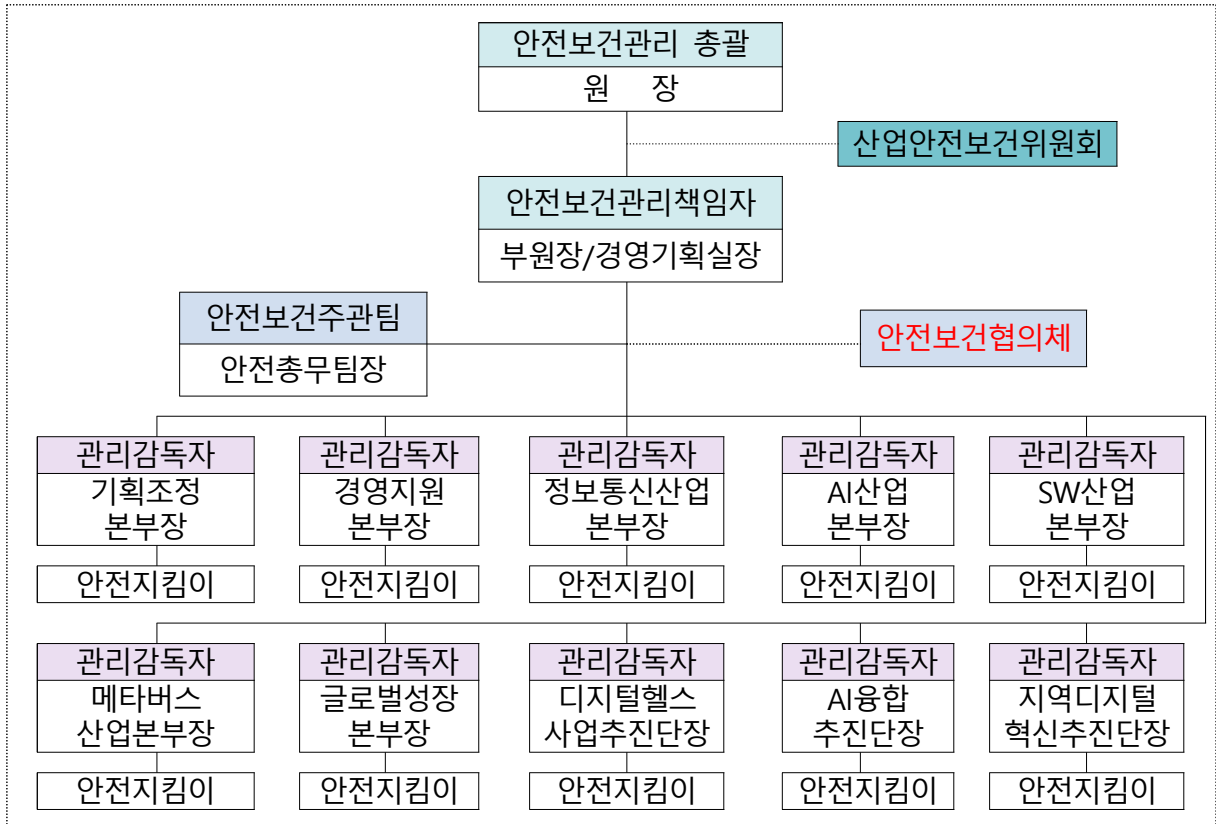 안전보건관리 총괄
원 장
산업안전보건위원회
안전보건관리책임자
부원장/경영기획실장
안전보건주관팀
안전총무팀장
안전보건협의체
관리감독자
기획조정
본부장
안전지킴이
관리감독자
경영지원
본부장
안전지킴이
관리감독자
정보통신산업
본부장
안전지킴이
관리감독자
AI산업
본부장
안전지킴이
관리감독자
SW산업
본부장
안전지킴이
관리감독자
메타버스
산업본부장
안전지킴이
관리감독자
글로벌성장
본부장
안전지킴이
관리감독자
디지털헬스
사업추진단장
안전지킴이
관리감독자
AI융합
추진단장
안전지킴이
관리감독자
지역디지털
혁신추진단장
안전지킴이